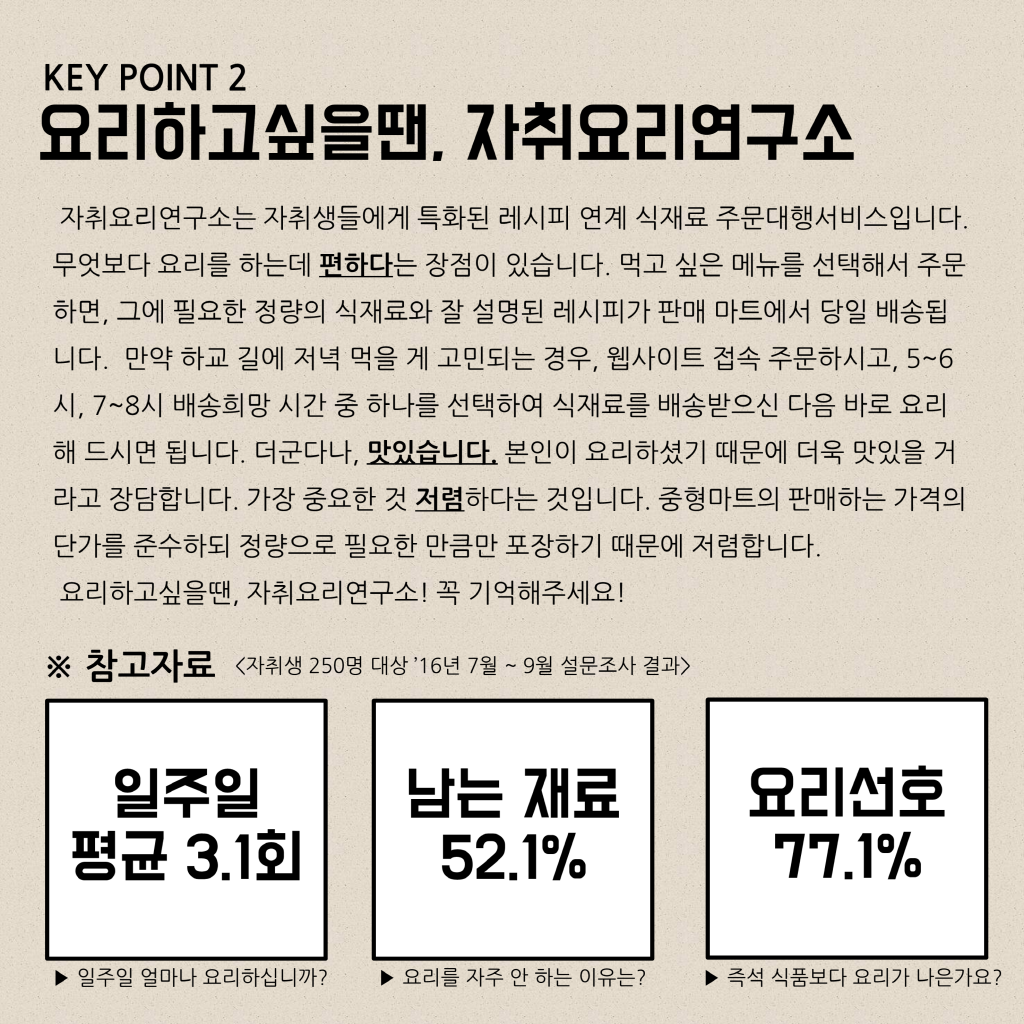 KEY POINT 2
요리하고싶을땐, 자취요리연구소
자취요리연구소는 자취생들에게 특화된 레시피 연계 식재료 주문대행서비스입니다.
무엇보다 요리를 하는데 편하다는 장점이 있습니다. 먹고 싶은 메뉴를 선택해서 주문
하면, 그에 필요한 정량의 식재료와 잘 설명된 레시피가 판매 마트에서 당일 배송됩
니다. 만약 하교 길에 저녁 먹을 게 고민되는 경우, 웹사이트 접속 주문하시고, 5~6
시, 7~8시 배송희망 시간 중 하나를 선택하여 식재료를 배송받으신 다음 바로 요리
해 드시면 됩니다. 더군다나, 맛있습니다. 본인이 요리하셨기 때문에 더욱 맛있을 거
라고 장담합니다. 가장 중요한 것 저렴하다는 것입니다. 중형마트의 판매하는 가격의
단가를 준수하되 정량으로 필요한 만큼만 포장하기 때문에 저렴합니다.
요리하고싶을땐, 자취요리연구소! 꼭 기억해주세요!
※ 참고자료 <자취생 250명 대상 ’16년 7월 ~ 9월 설문조사 결과>
일주일
평균 3.1회
▶ 일주일 얼마나 요리하십니까?
남는 재료
52.1%
▶ 요리를 자주 안 하는 이유는?
요리선호
77.1%
▶ 즉석 식품보다 요리가 나은가요?